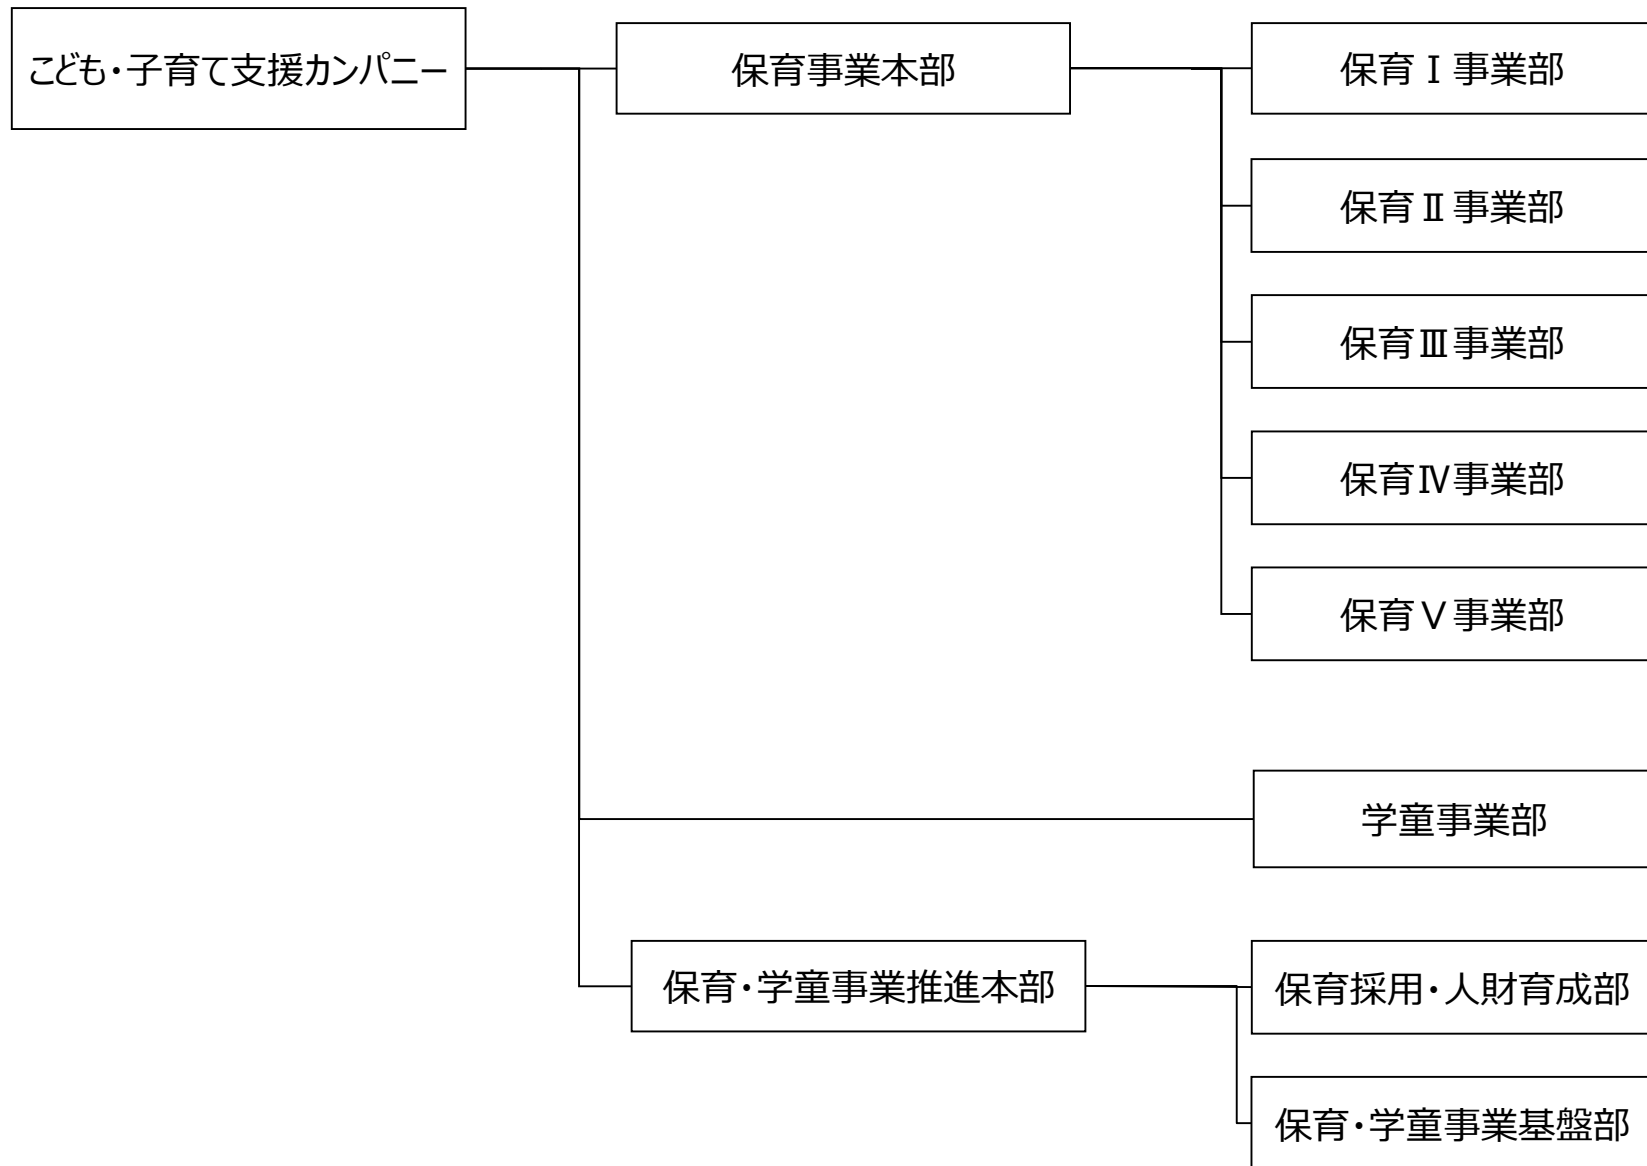 こども・子育て支援カンパニー
保育事業本部
保育Ⅰ事業部
保育Ⅱ事業部
保育Ⅲ事業部
保育Ⅳ事業部
保育Ⅴ事業部
学童事業部
保育・学童事業推進本部
保育採用・人財育成部
保育・学童事業基盤部